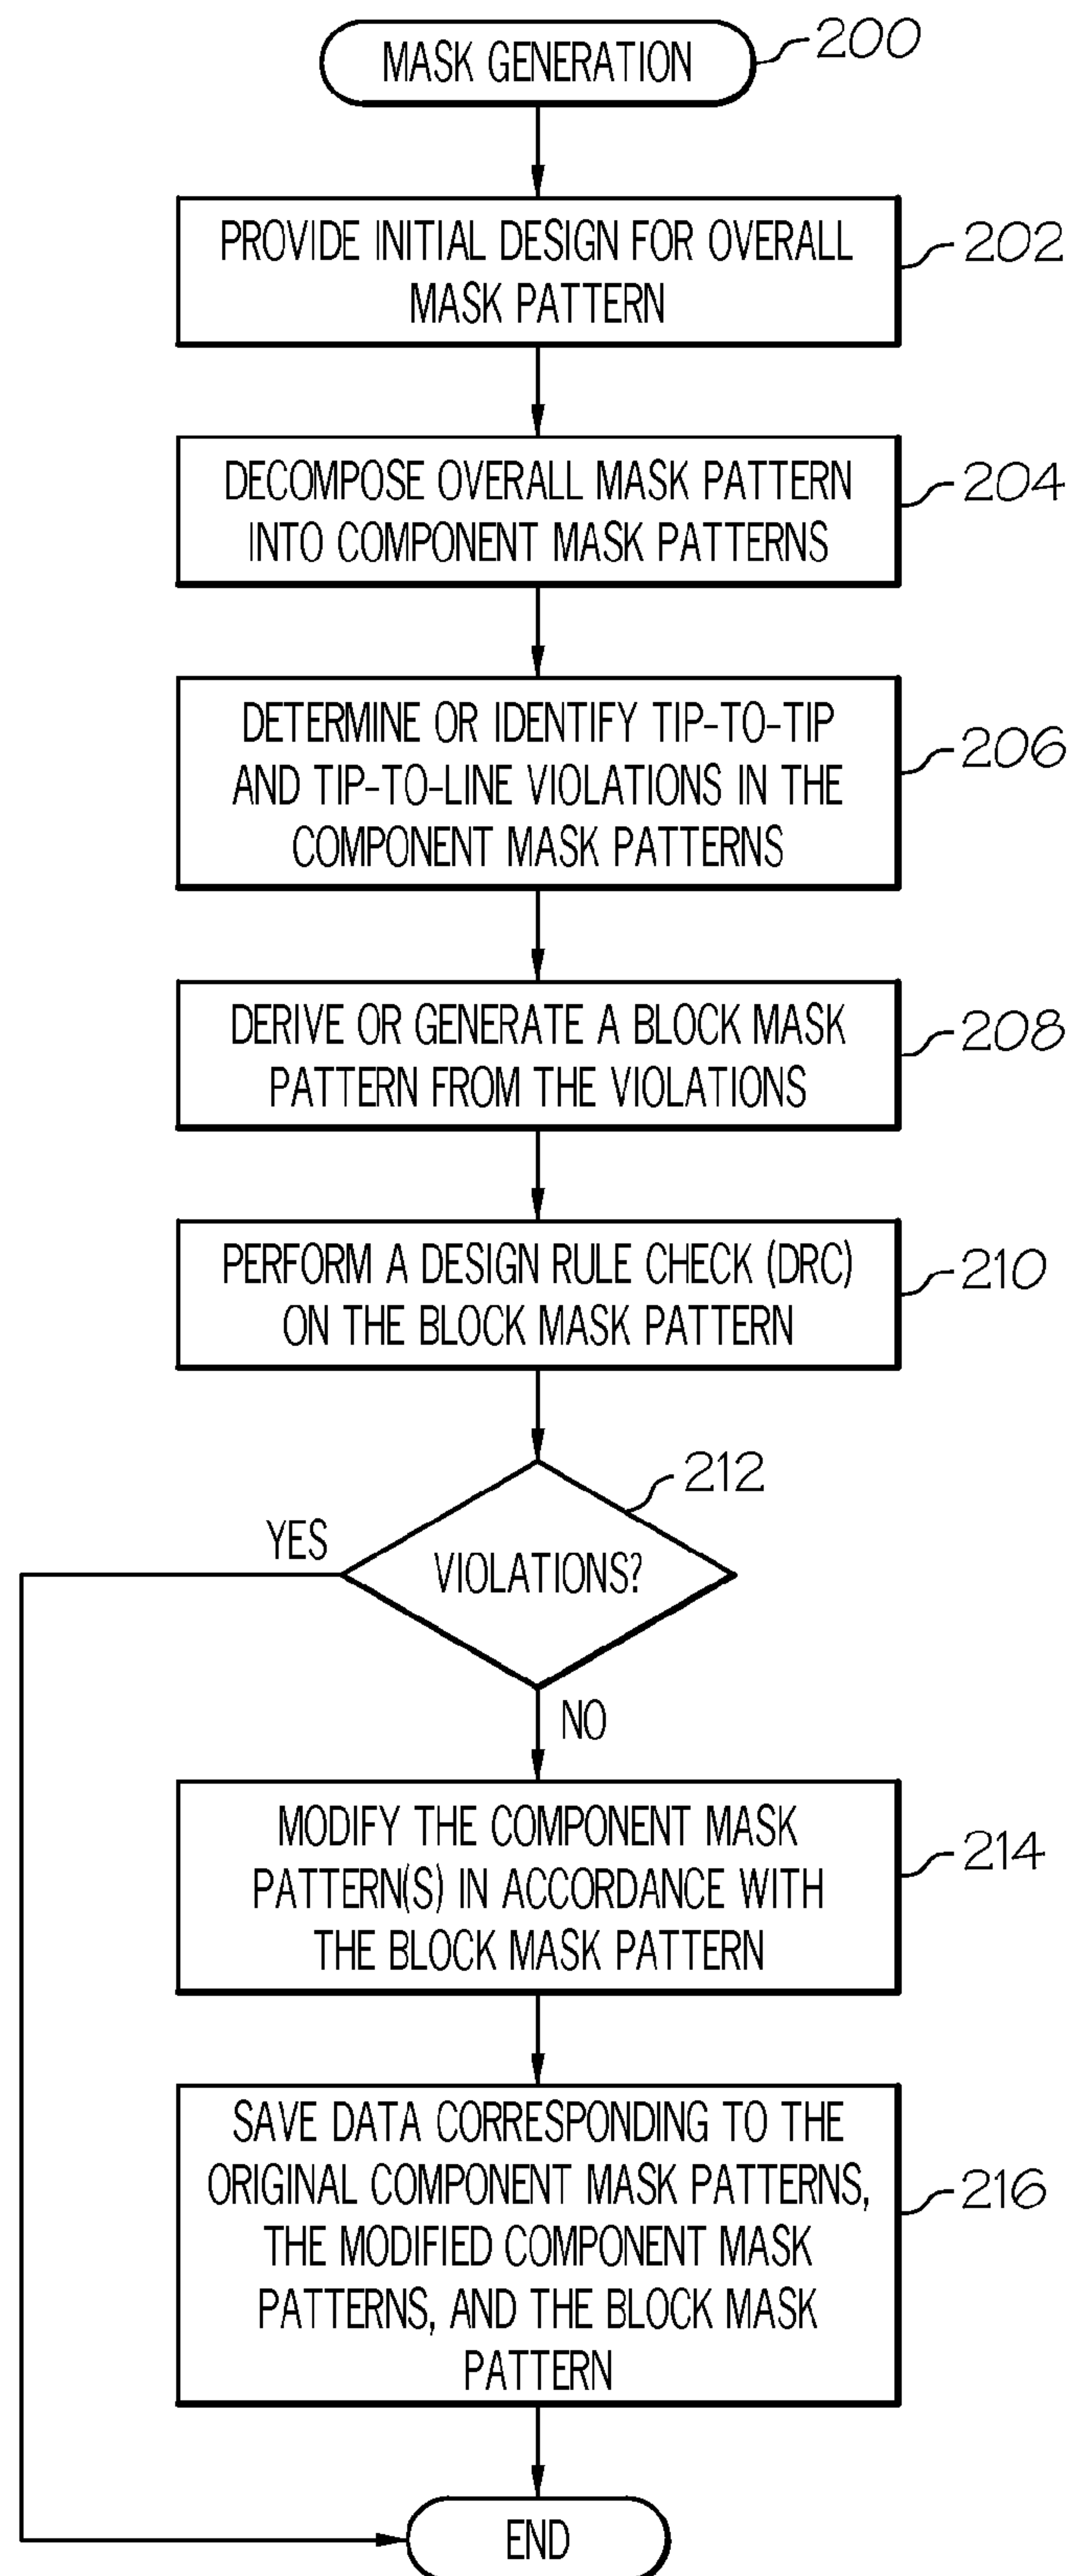 MASK GENERATION
200
PROVIDE INITIAL DESIGN FOR OVERALL
MASK PATTERN
202
DECOMPOSE OVERALL MASK PATTERN
INTO COMPONENT MASK PATTERNS
204
DETERMINE OR IDENTIFY TIP-TO-TIP
AND TIP-TO-LINE VIOLATIONS IN THE
COMPONENT MASK PATTERNS
206
DERIVE OR GENERATE A BLOCK MASK
PATTERN FROM THE VIOLATIONS
208
PERFORM A DESIGN RULE CHECK (DRC)
ON THE BLOCK MASK PATTERN
210
212
YES
VIOLATIONS?
NO
MODIFY THE COMPONENT MASK
PATTERN(S) IN ACCORDANCE WITH
THE BLOCK MASK PATTERN
214
SAVE DATA CORRESPONDING TO THE
ORIGINAL COMPONENT MASK PATTERNS,
THE MODIFIED COMPONENT MASK
PATTERNS, AND THE BLOCK MASK
PATTERN
216
END